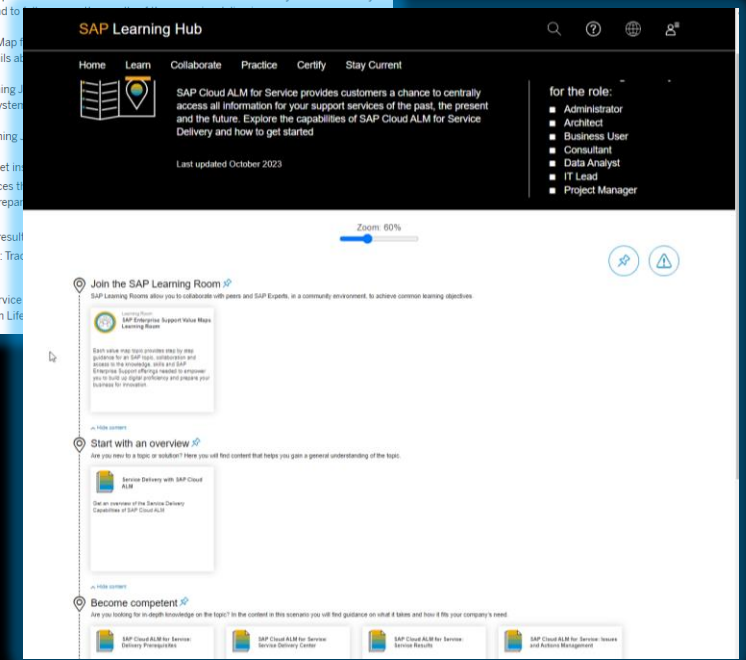 SAP Learning Hub
Home Learn Collaborate Practice Certify Stay Current
SAP Cloud ALM for Service provides customers a chance to centrally
access all information for your support services of the past, the present
and the future. Explore the capabilities of SAP Cloud ALM for Service
Delivery and how to get started
Last updated October 2023
for the role:
Administrator
Architect
Business User
Consultant
Data Analyst
IT Lead
Project Manager
Zoom: 60%
Join the SAP Learning Room
SAP Learning Rooms allow you to collaborate with peers and SAP Experts, in a community environment, to achieve common learning objectives.
Learning Room
SAP Enterprise Support Value Maps
Learning Room
Each value map topic provides step by step
guidance for an SAP topic, collaboration and
access to the knowledge, skills and SAP
Enterprise Support offerings needed to empower
you to build up digital proficiency and prepare your
business for innovation.
Hide content
Start with an overview
Are you new to a topic or solution? Here you will find content that helps you gain a general understanding of the topic.
Service Delivery with SAP Cloud
ALM
Get an overview of the Service Delivery
Capabilities of SAP Cloud ALM
Hide content
Become competent
Are you looking for in-depth knowledge on the topic? In the content in this scenario you will find guidance on what it takes and how it fits your company's need.
SAP Cloud ALM for Service:
Delivery Prerequisites
SAP Cloud ALM for Service
Service Delivery Center
SAP Cloud ALM for Service:
Service Results
SAP Cloud ALM for Service: Issues
and Actions Management